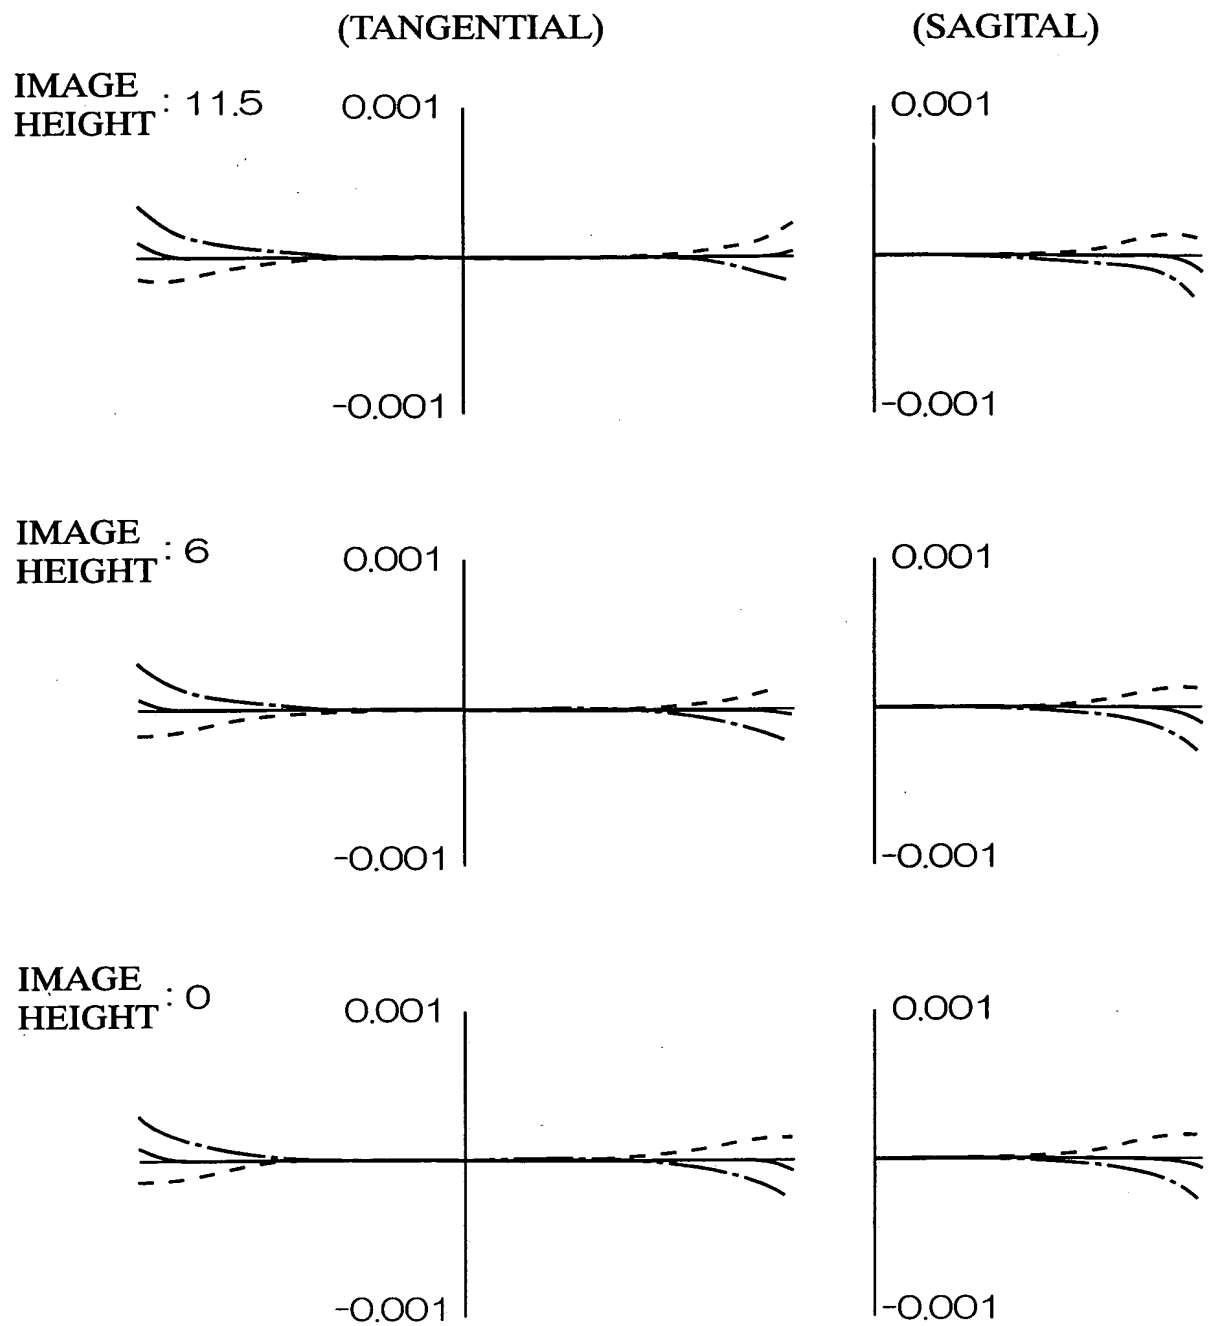 (TANGENTIAL) (SAGITAL)
IMAGE
HEIGHT : 11.5
0.001 0.001
-0.001 -0.001
IMAGE
HEIGHT : 6
0.001 0.001
-0.001 -0.001
IMAGE
HEIGHT : 0
0.001 0.001
-0.001 -0.001